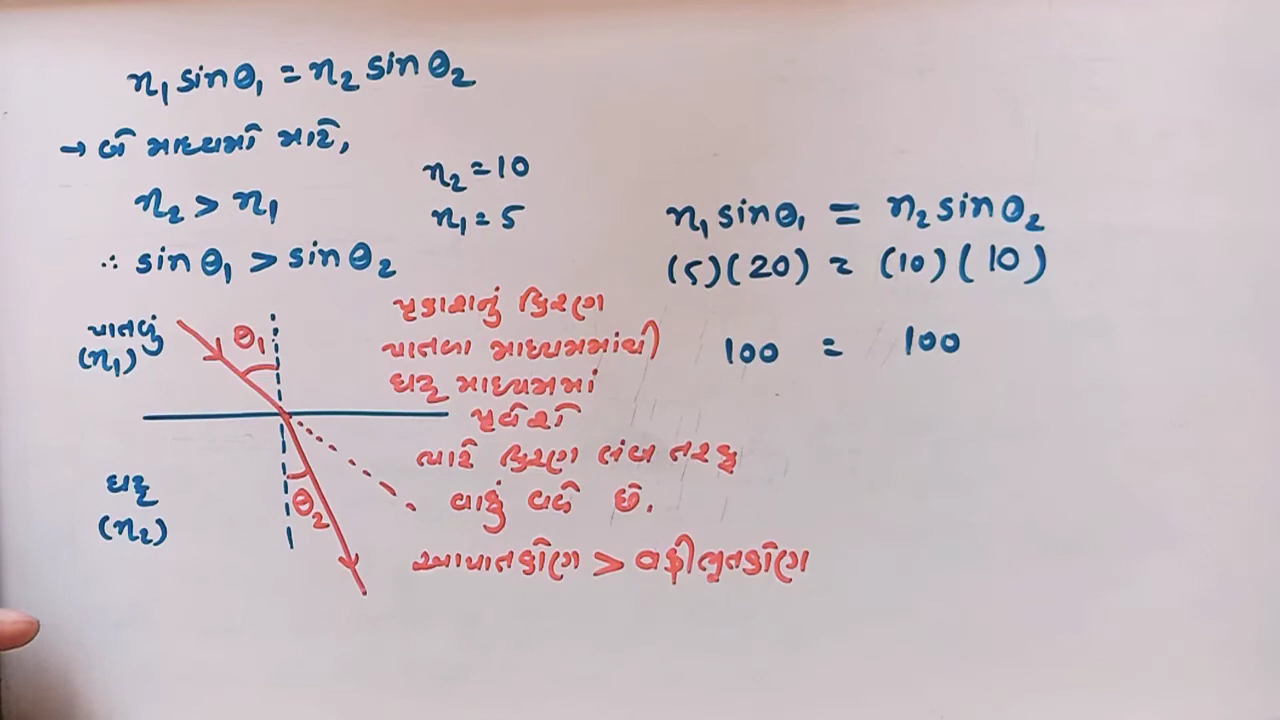 n₁ sinθ₁ = n₂ sinθ₂
→ બે માધ્યમો માટે,
n₂ > n₁
n₂ = 10
n₁ = 5
∴ sinθ₁ > sinθ₂
n₁ sinθ₁ = n₂ sinθ₂
(5)(20) = (10)(10)
100 = 100
પાતળું
(n₁)
θ₁
ઘટ્ટ
(n₂)
θ₂
પ્રકાશનું કિરણ
પાતળા માધ્યમમાંથી
ઘટ્ટ માધ્યમમાં
પ્રવેશે
ત્યારે કિરણ લંબ તરફ
વાકું વળે છે.
આપાતકોણ > વક્રીભૂતકોણ